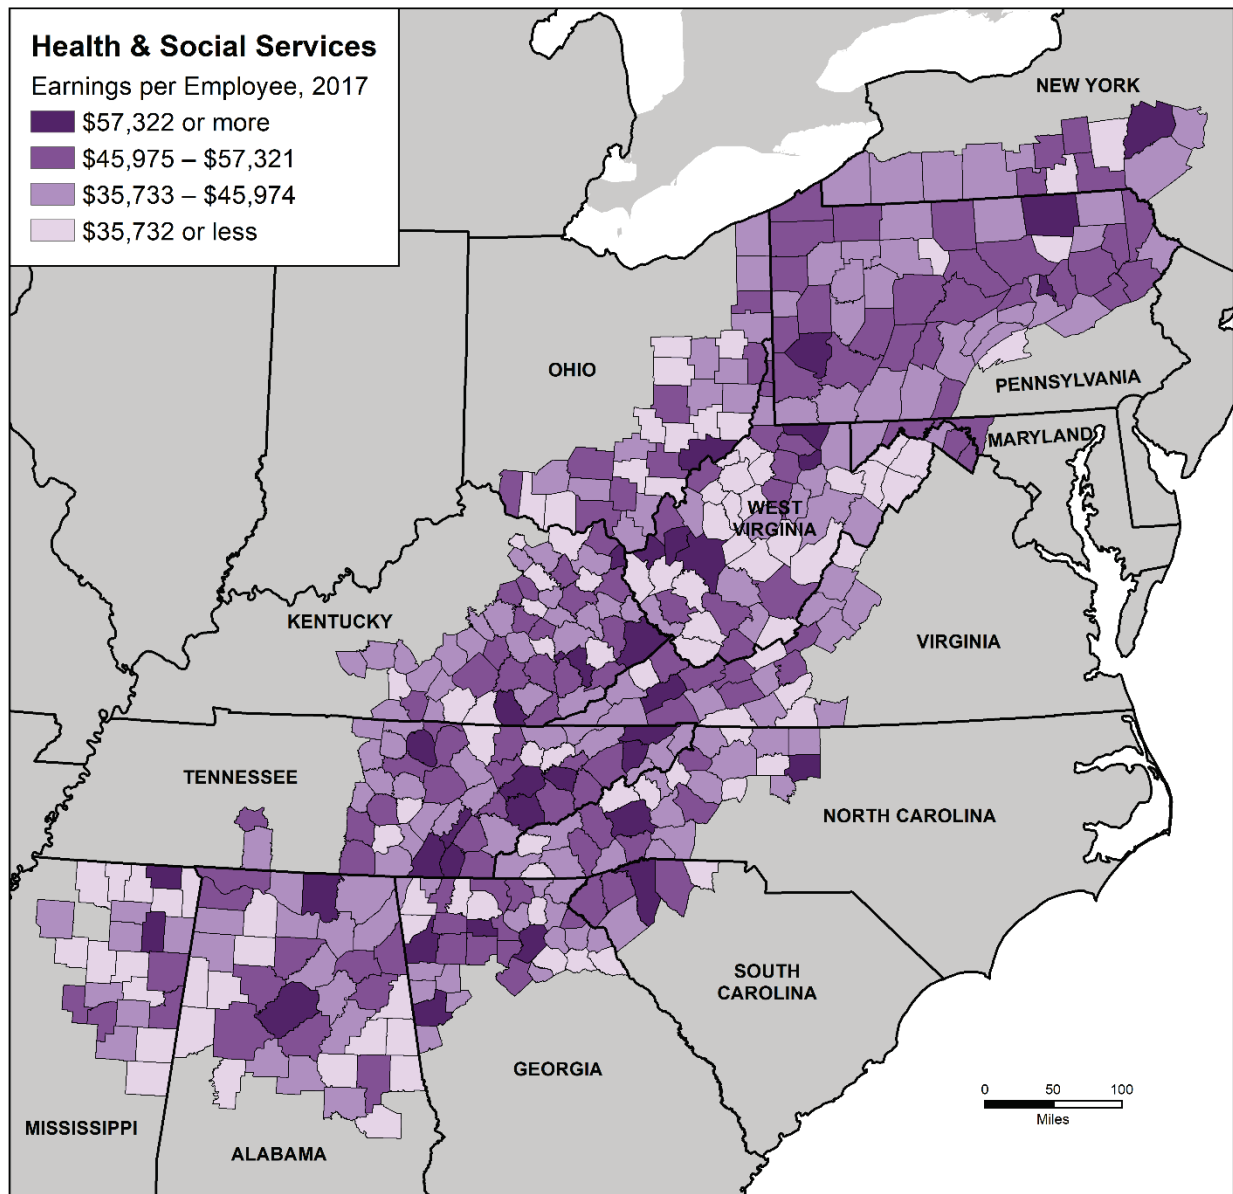 Health & Social Services
Earnings per Employee, 2017
$57,322 or more
$45,975 – $57,321
$35,733 – $45,974
$35,732 or less
NEW YORK
OHIO
PENNSYLVANIA
MARYLAND
WEST
VIRGINIA
KENTUCKY
VIRGINIA
TENNESSEE
NORTH CAROLINA
SOUTH
CAROLINA
GEORGIA
MISSISSIPPI
ALABAMA
0 50 100
Miles